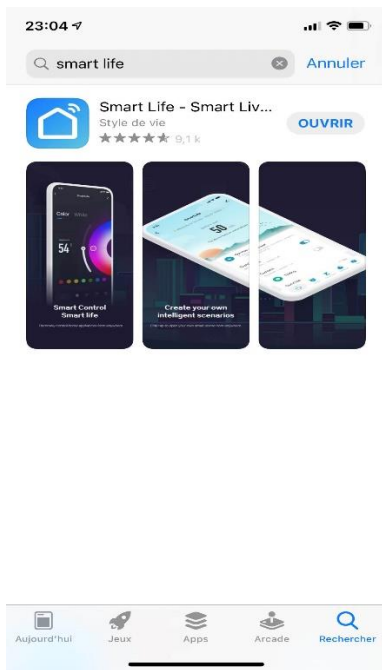 23:04
smart life
Annuler
Smart Life - Smart Liv...
Style de vie
9,1 k
OUVRIR
Color
54
Smart Control
Smart life
50
Create your own
intelligent scenarios
Aujourd'hui
Jeux
Apps
Arcade
Rechercher